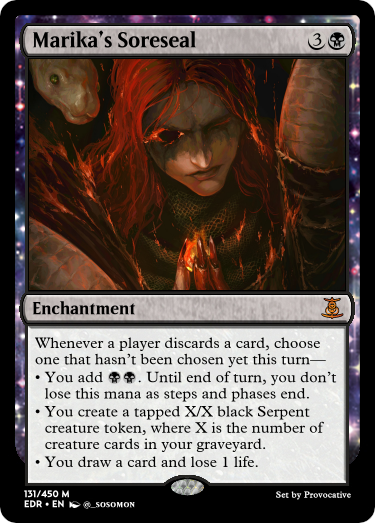 Marika's Soreseal 3
Enchantment
Whenever a player discards a card, choose
one that hasn't been chosen yet this turn—
• You add . Until end of turn, you don't
lose this mana as steps and phases end.
• You create a tapped X/X black Serpent
creature token, where X is the number of
creature cards in your graveyard.
• You draw a card and lose 1 life.
131/450 M
EDR • EN @_SOSOMON
Set by Provocative